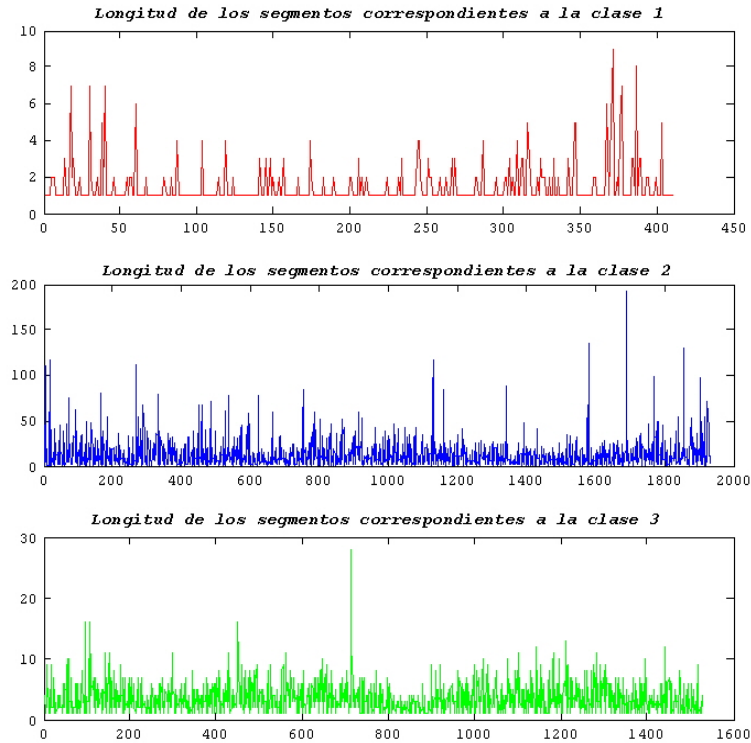 Longitud de los segmentos correspondientes a la clase 1
10
8
6
4
2
0
0 50 100 150 200 250 300 350 400 450
Longitud de los segmentos correspondientes a la clase 2
200
150
100
50
0
0 200 400 600 800 1000 1200 1400 1600 1800 2000
Longitud de los segmentos correspondientes a la clase 3
30
20
10
0
0 200 400 600 800 1000 1200 1400 1600